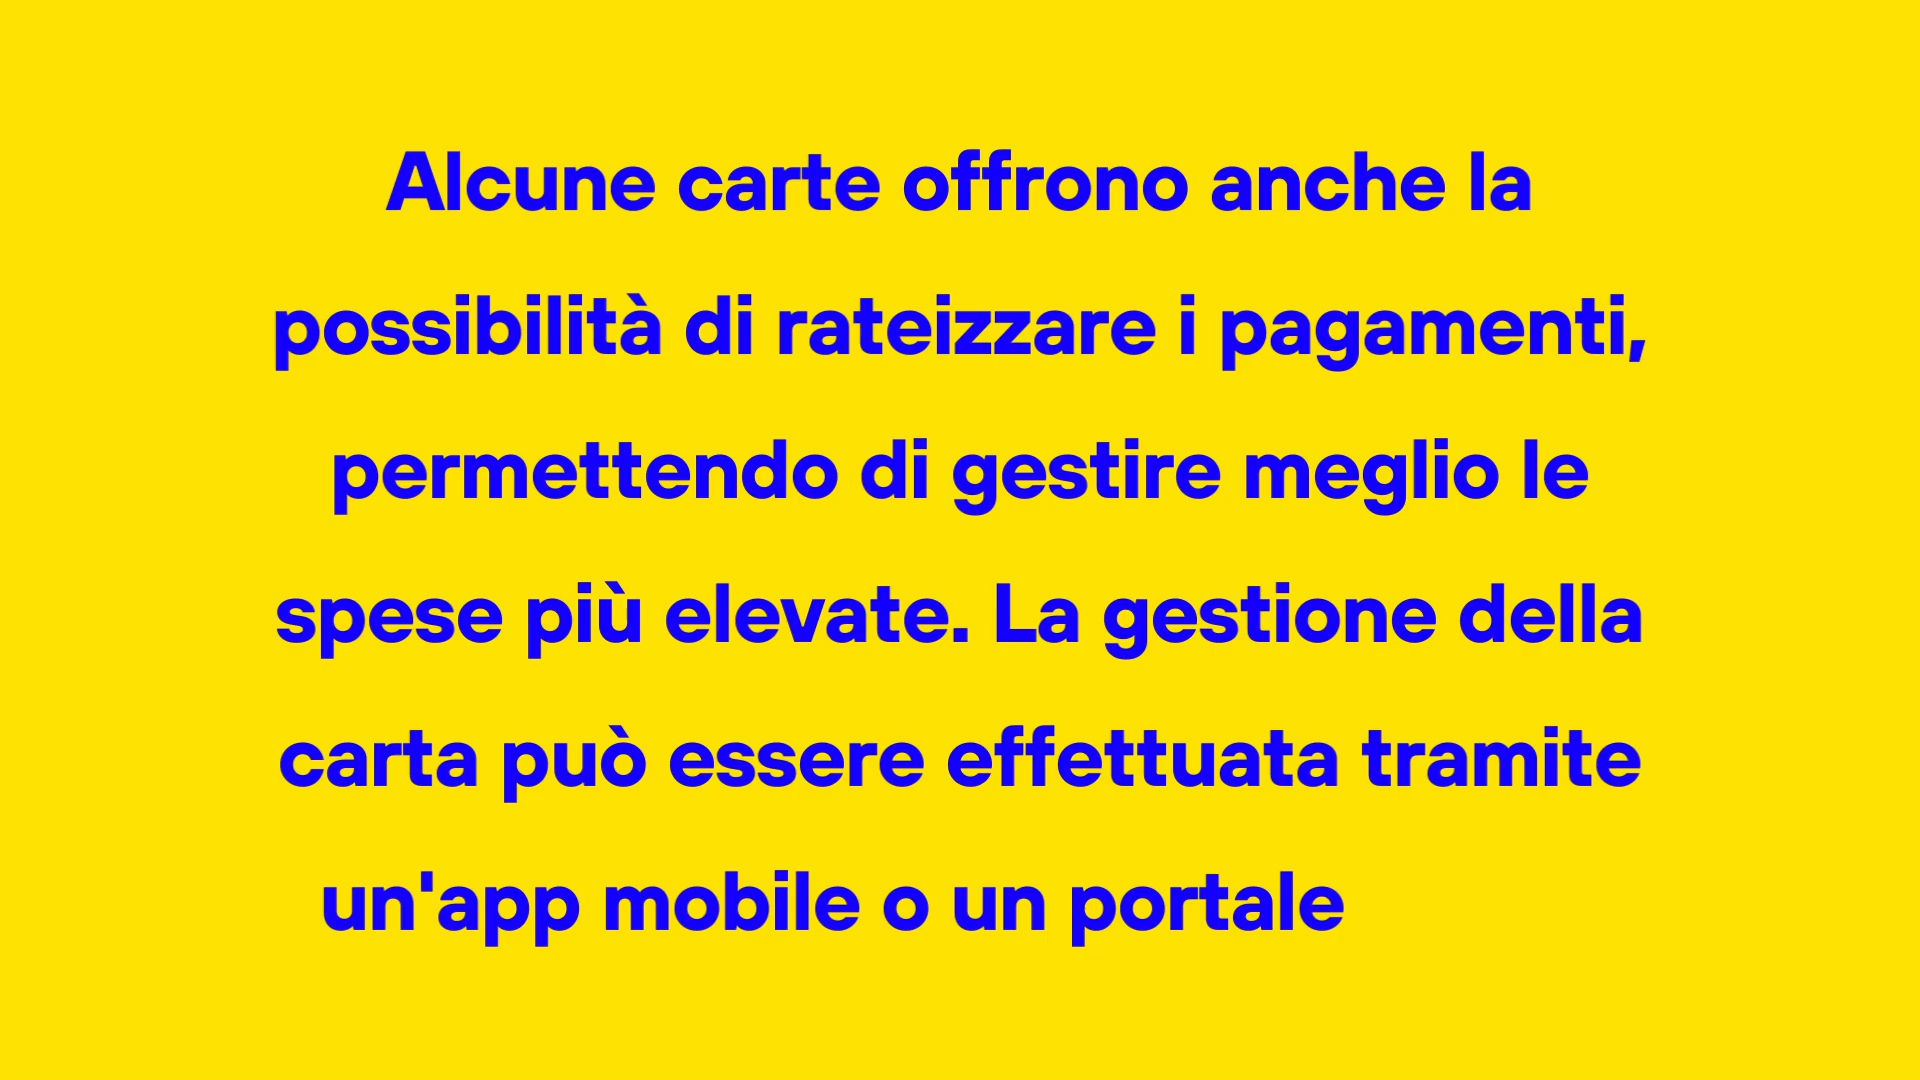 Alcune carte offrono anche la
possibilità di rateizzare i pagamenti,
permettendo di gestire meglio le
spese più elevate. La gestione della
carta può essere effettuata tramite
un'app mobile o un portale